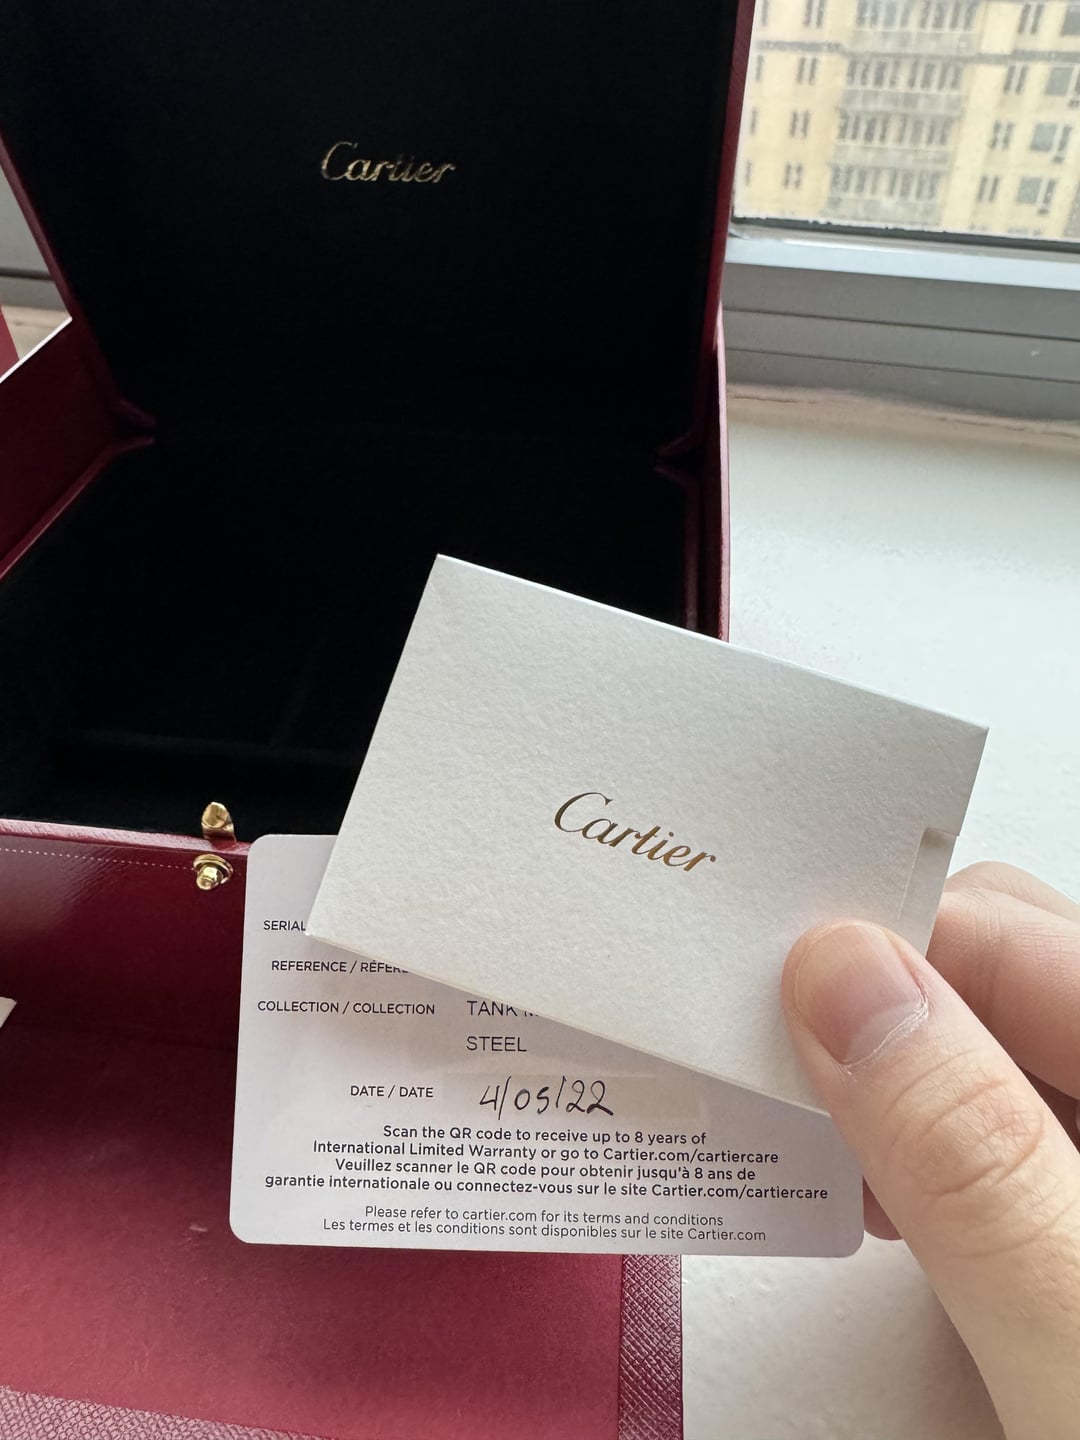 Cartier
Cartier
SERIAL
REFERENCE /
COLLECTION / COLLECTION TANK
STEEL
DATE / DATE 4/05/22
Scan the QR code to receive up to 8 years of
International Limited Warranty or go to Cartier.com/cartiercare
Veuillez scanner le QR code pour obtenir jusqu'à 8 ans de
garantie internationale ou connectez-vous sur le site Cartier.com/cartiercare
Please refer to cartier.com for its terms and conditions
Les termes et les conditions sont disponibles sur le site Cartier.com